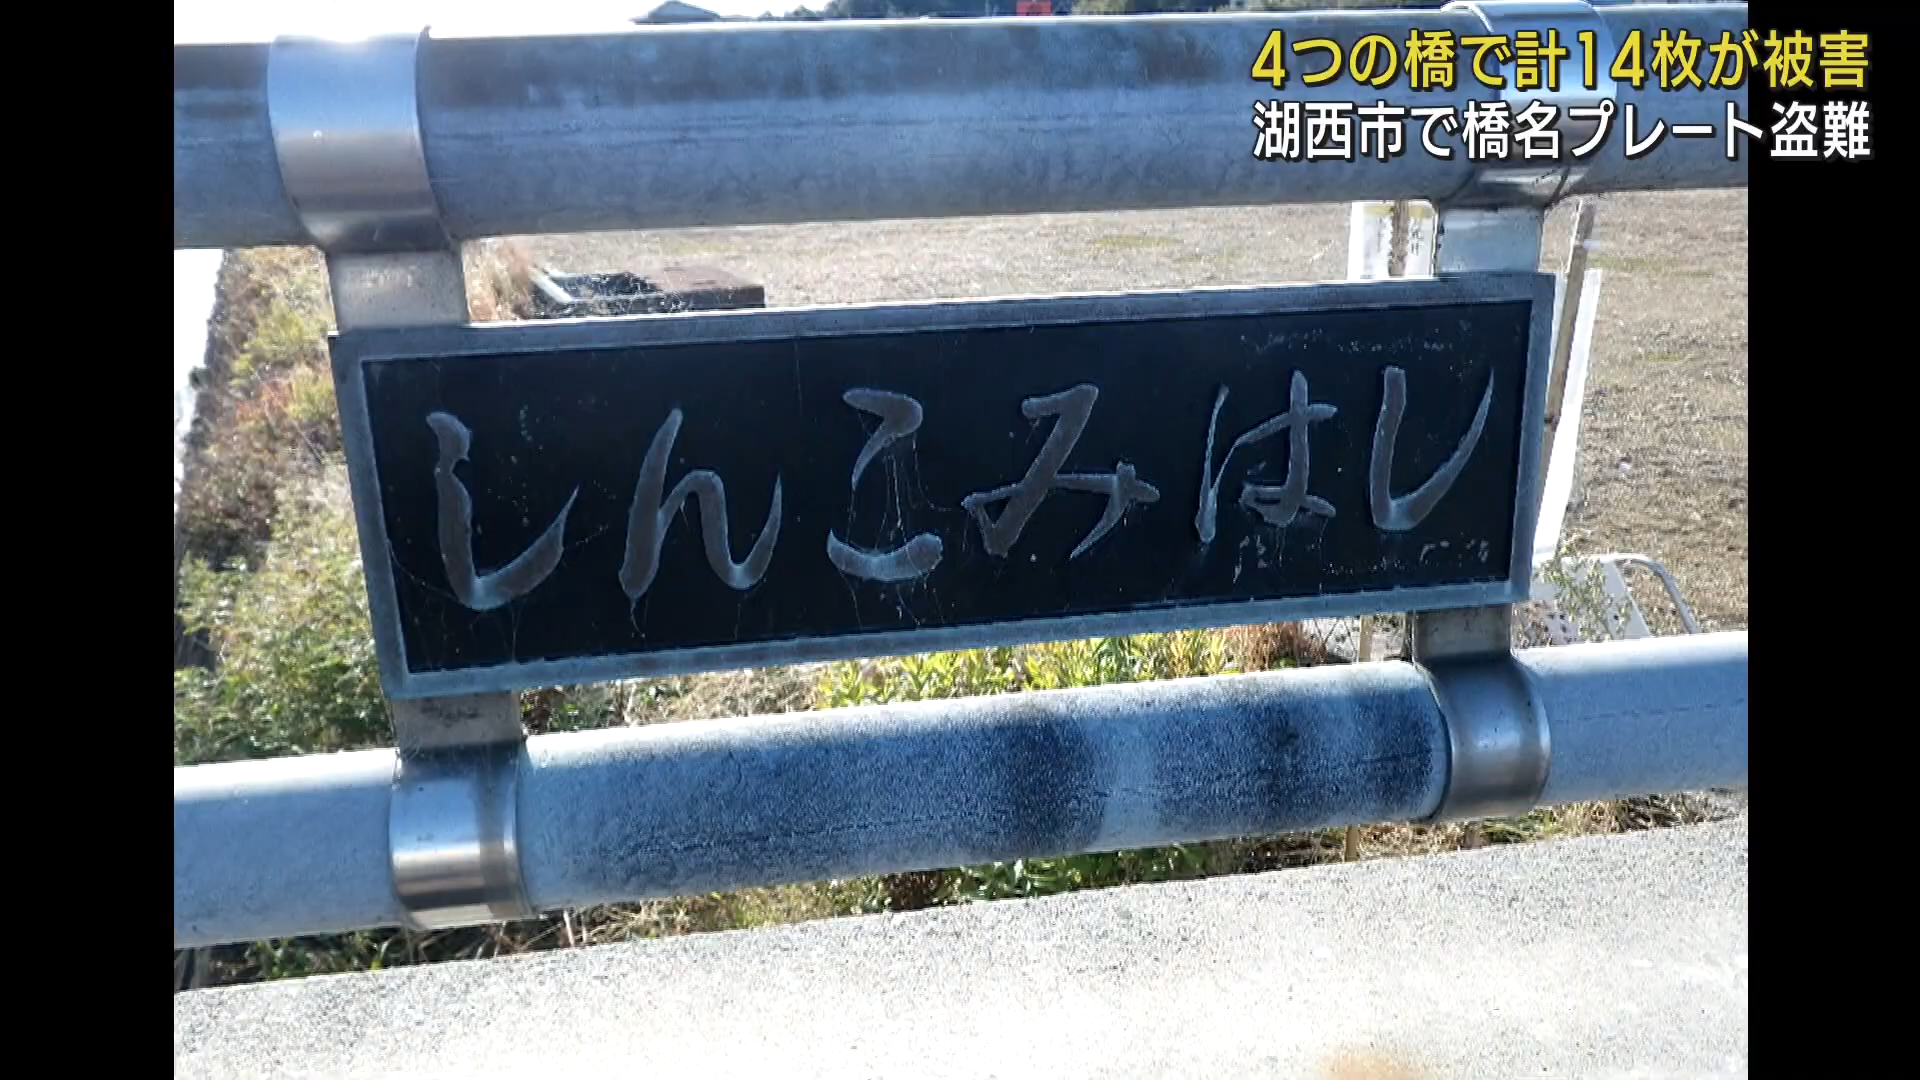 4つの橋で計14枚が被害
湖西市で橋名プレート盗難
しんこみはし